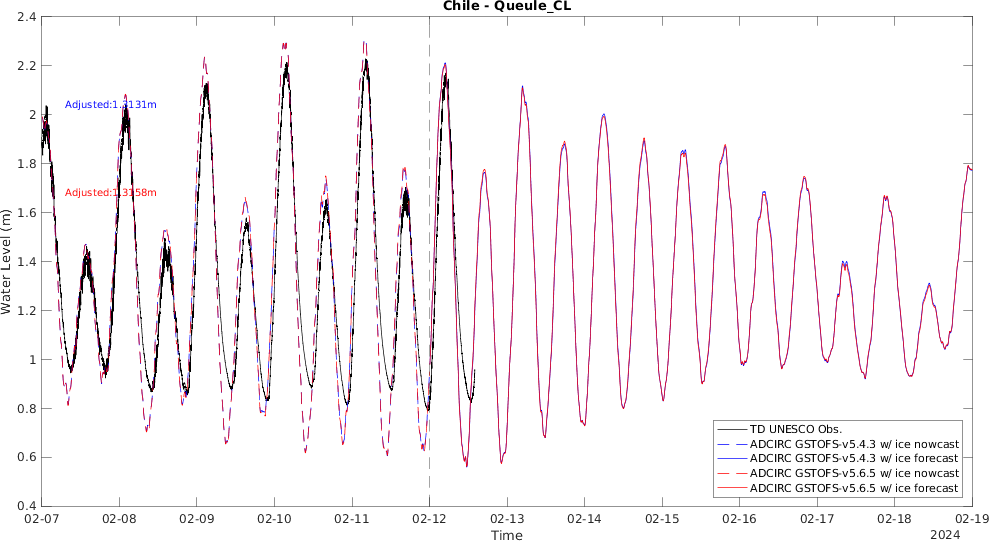 Chile - Queule_CL
2.4
2.2
2
1.8
1.6
1.4
1.2
1
0.8
0.6
0.4
Water Level (m)
Adjusted:1.3131m
Adjusted:1.3158m
TD UNESCO Obs.
ADCIRC GSTOFS-v5.4.3 w/ ice nowcast
ADCIRC GSTOFS-v5.4.3 w/ ice forecast
ADCIRC GSTOFS-v5.6.5 w/ ice nowcast
ADCIRC GSTOFS-v5.6.5 w/ ice forecast
02-07 02-08 02-09 02-10 02-11 02-12 02-13 02-14 02-15 02-16 02-17 02-18 02-19
Time
2024